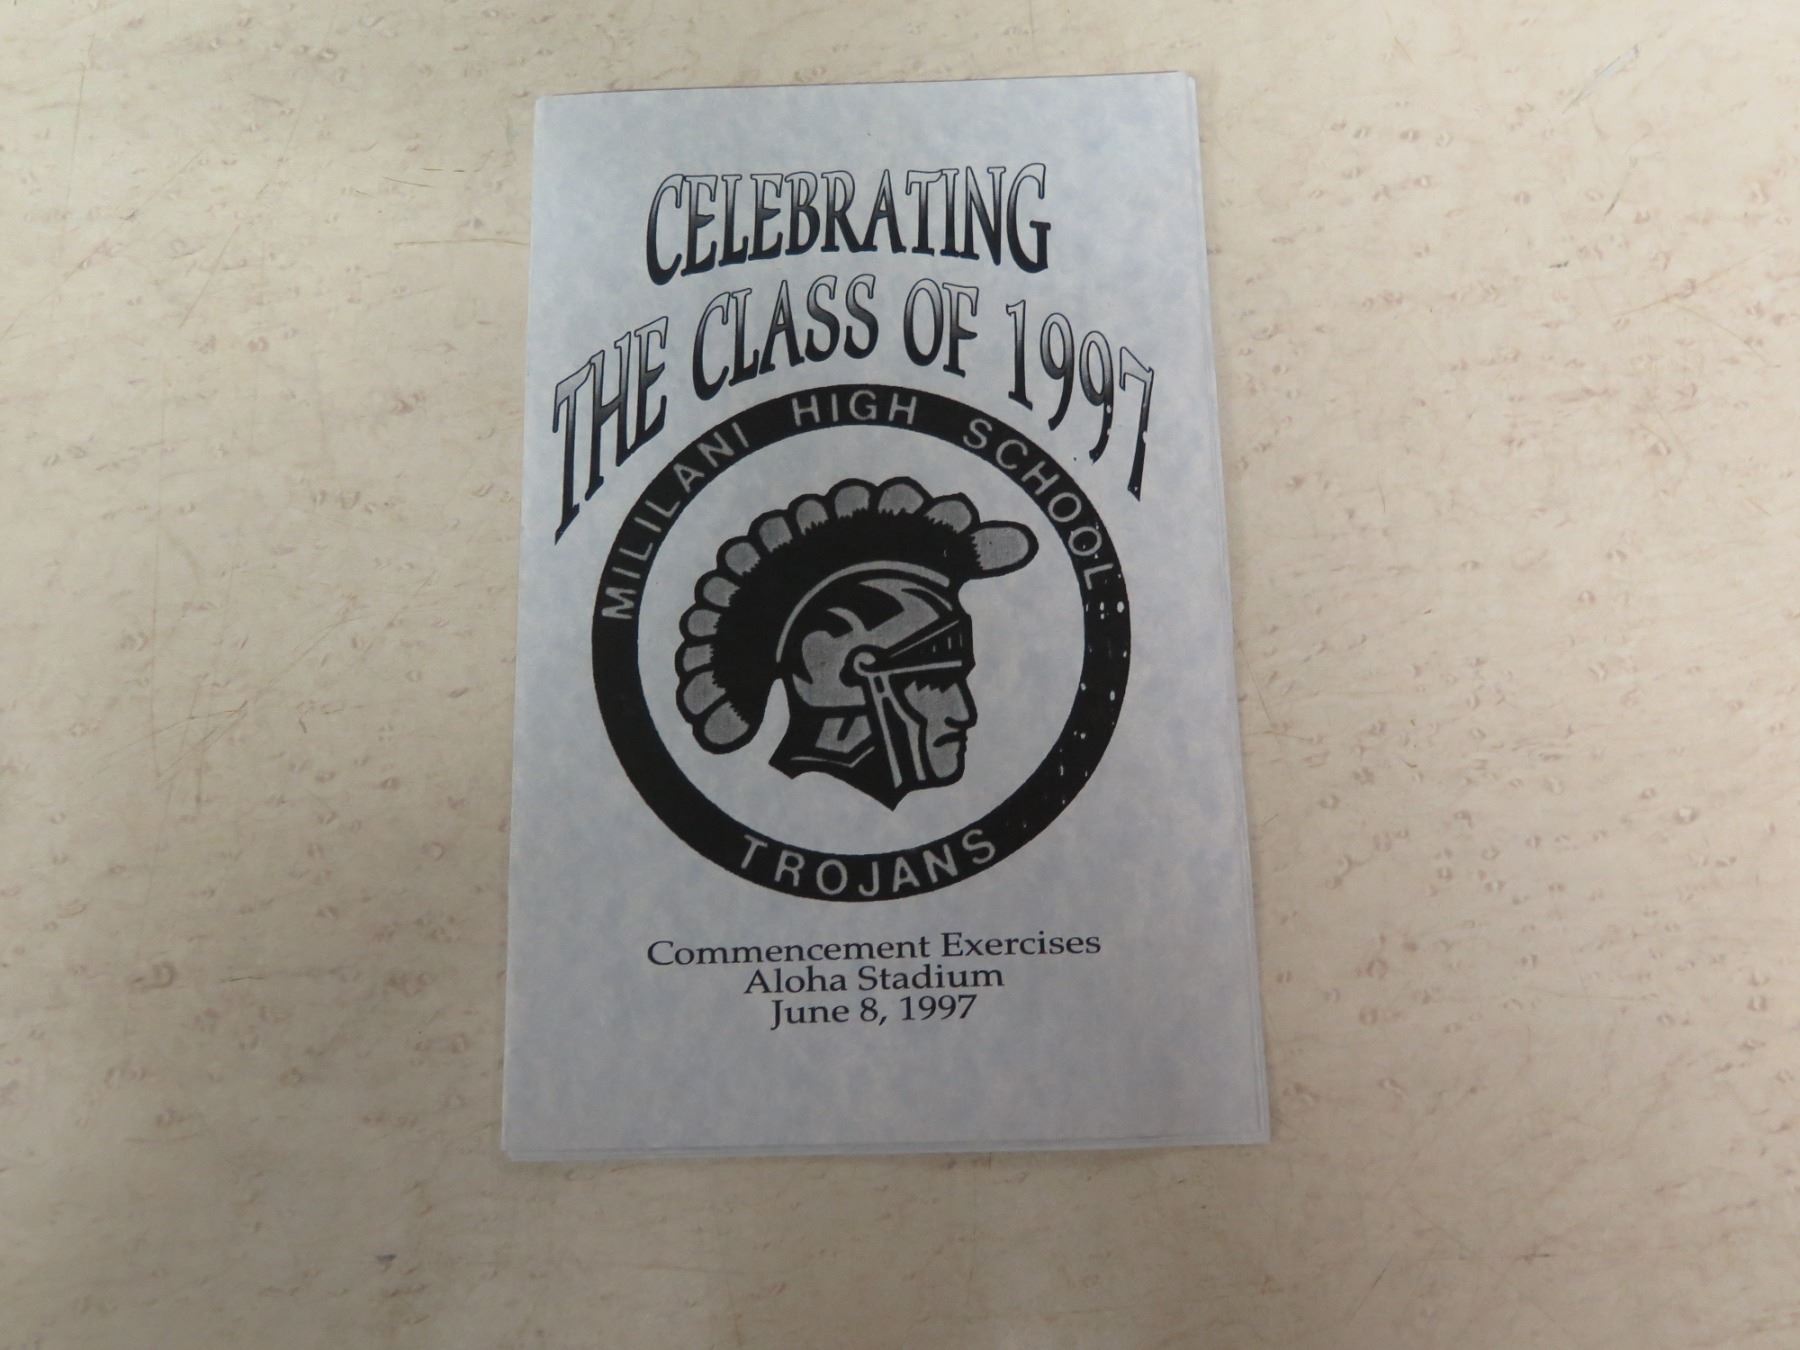 CELEBRATING
THE CLASS OF 1997
MILILANI HIGH SCHOOL
TROJANS
Commencement Exercises
Aloha Stadium
June 8, 1997